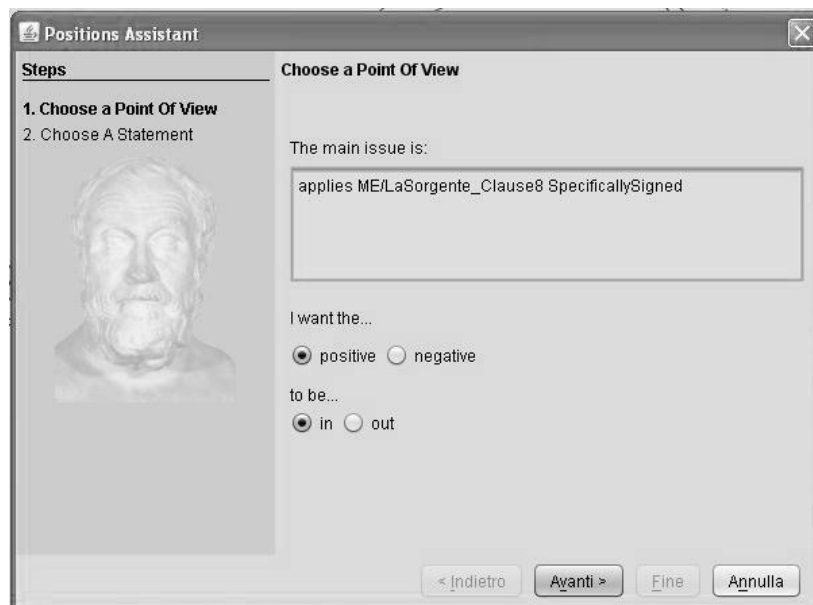 Positions Assistant
Steps
1. Choose a Point Of View
2. Choose A Statement
Choose a Point Of View
The main issue is:
applies ME/LaSorgente_Clause8 SpecificallySigned
I want the...
positive negative
to be...
in out
< Indietro Avanti > Fine Annulla